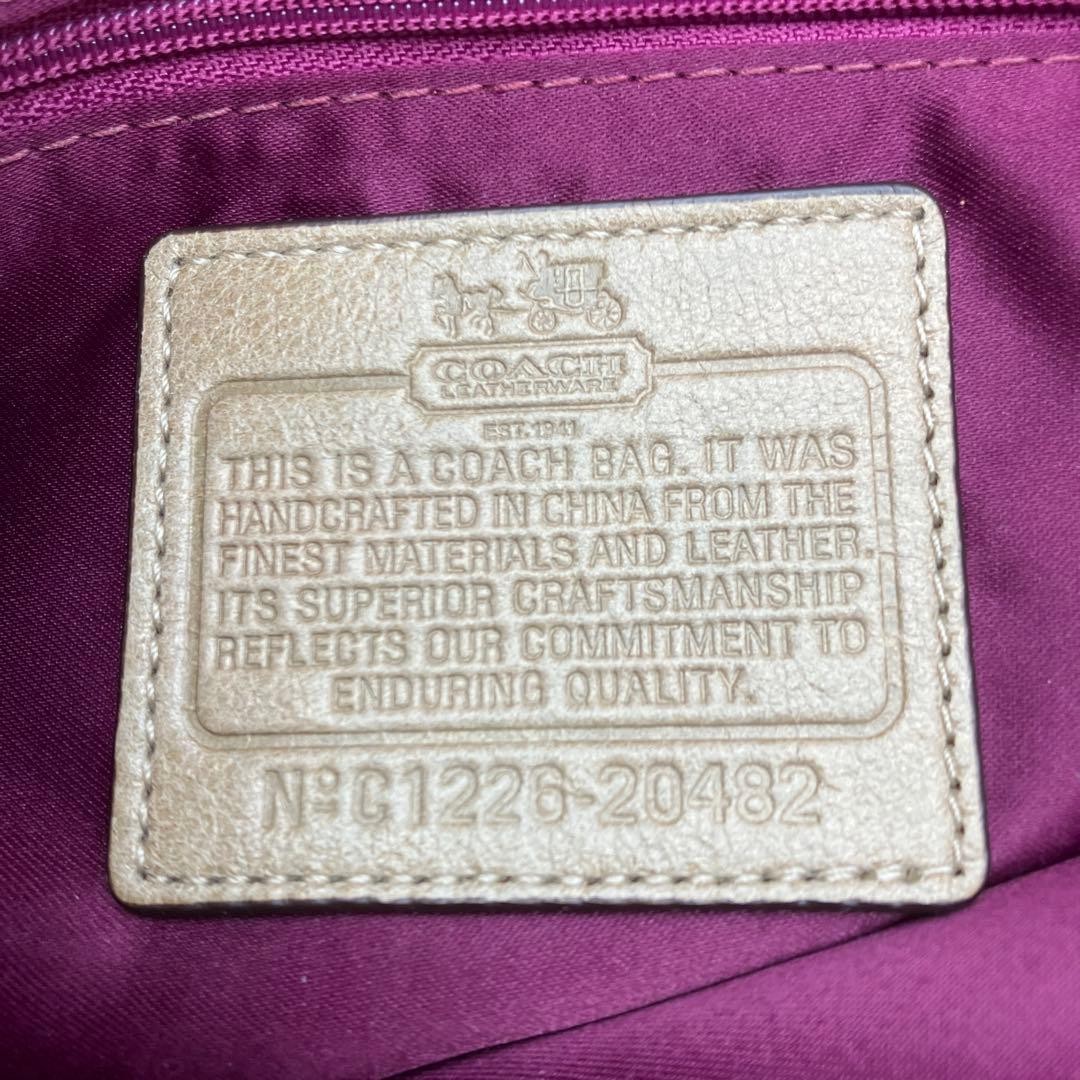 COACH
LEATHERWARE
EST. 1941
THIS IS A COACH BAG. IT WAS
HANDCRAFTED IN CHINA FROM THE
FINEST MATERIALS AND LEATHER.
ITS SUPERIOR CRAFTSMANSHIP
REFLECTS OUR COMMITMENT TO
ENDURING QUALITY.
Nº C1226-20482